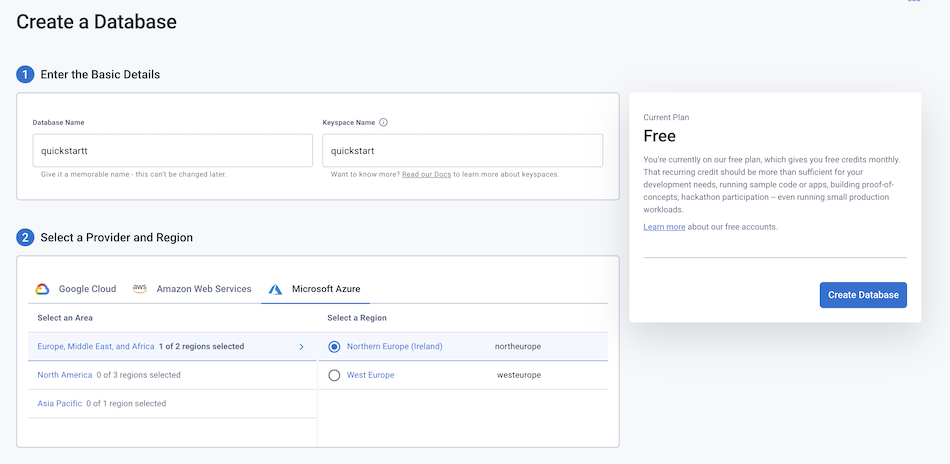 Create a Database
1 Enter the Basic Details
Database Name
Keyspace Name
quickstartt
quickstart
Give it a memorable name - this can't be changed later.
Want to know more? Read our Docs to learn more about keyspaces.
Current Plan
Free
You're currently on our free plan, which gives you free credits monthly.
That recurring credit should be more than sufficient for your
development needs, running sample code or apps, building proof-of-
concepts, hackathon participation – even running small production
workloads.
Learn more about our free accounts.
Create Database
2 Select a Provider and Region
Google Cloud
aws Amazon Web Services
Microsoft Azure
Select an Area
Select a Region
Europe, Middle East, and Africa 1 of 2 regions selected
Northern Europe (Ireland) northeurope
North America 0 of 3 regions selected
West Europe westeurope
Asia Pacific 0 of 1 region selected